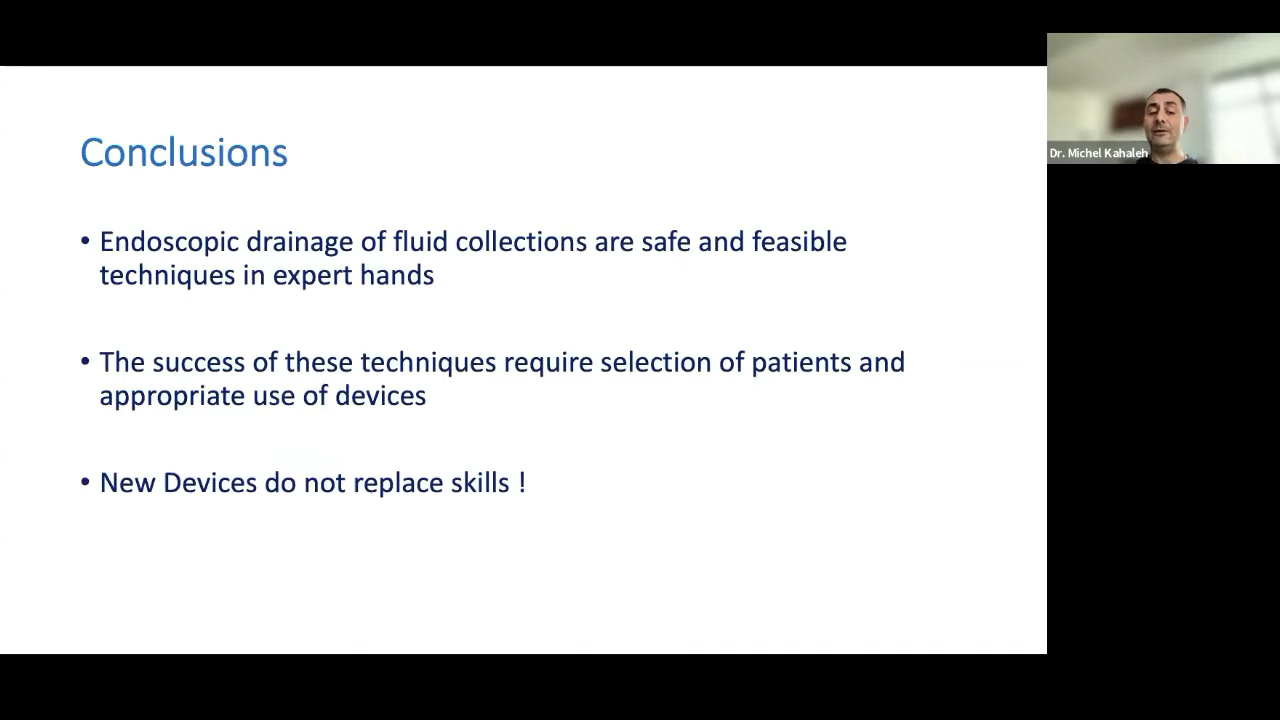 Conclusions
• Endoscopic drainage of fluid collections are safe and feasible
techniques in expert hands
• The success of these techniques require selection of patients and
appropriate use of devices
• New Devices do not replace skills !
Dr. Michel Kahaleh